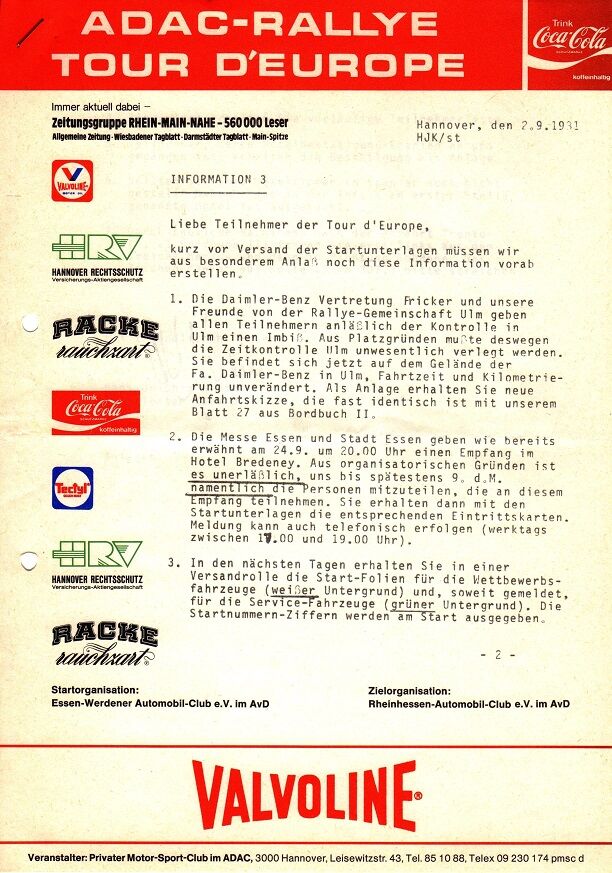 ADAC-RALLYE
TOUR D'EUROPE
Trink
Coca-Cola
koffeinhaltig
Immer aktuell dabei –
Zeitungsgruppe RHEIN-MAIN-NAHE – 560 000 Leser
Allgemeine Zeitung · Wiesbadener Tagblatt · Darmstädter Tagblatt · Main-Spitze
Hannover, den 2.9.1981
HJK/st
V
VALVOLINE
MOTOR OIL
INFORMATION 3
Liebe Teilnehmer der Tour d'Europe,
kurz vor Versand der Startunterlagen müssen wir
aus besonderem Anlaß noch diese Information vorab
erstellen.
HRV
HANNOVER RECHTSSCHUTZ
Versicherungs-Aktiengesellschaft
RACKE
rauchzart®
Trink
Coca-Cola
koffeinhaltig
1. Die Daimler-Benz Vertretung Fricker und unsere
Freunde von der Rallye-Gemeinschaft Ulm geben
allen Teilnehmern anläßlich der Kontrolle in
Ulm einen Imbiß. Aus Platzgründen mußte deswegen
die Zeitkontrolle Ulm unwesentlich verlegt werden.
Sie befindet sich jetzt auf dem Gelände der
Fa. Daimler-Benz in Ulm, Fahrtzeit und Kilometrie-
rung unverändert. Als Anlage erhalten Sie neue
Anfahrtskizze, die fast identisch ist mit unserem
Blatt 27 aus Bordbuch II.
Tectyl
2. Die Messe Essen und Stadt Essen geben wie bereits
erwähnt am 24.9. um 20.00 Uhr einen Empfang im
Hotel Bredeney. Aus organisatorischen Gründen ist
es unerläßlich, uns bis spätestens 9. d.M.
namentlich die Personen mitzuteilen, die an diesem
Empfang teilnehmen. Sie erhalten dann mit den
Startunterlagen die entsprechenden Eintrittskarten.
Meldung kann auch telefonisch erfolgen (werktags
zwischen 17.00 und 19.00 Uhr).
HRV
HANNOVER RECHTSSCHUTZ
Versicherungs-Aktiengesellschaft
RACKE
rauchzart®
3. In den nächsten Tagen erhalten Sie in einer
Versandrolle die Start-Folien für die Wettbewerbs-
fahrzeuge (weißer Untergrund) und, soweit gemeldet,
für die Service-Fahrzeuge (grüner Untergrund). Die
Startnummern-Ziffern werden am Start ausgegeben.
- 2 -
Startorganisation:
Essen-Werdener Automobil-Club e.V. im AvD
Zielorganisation:
Rheinhessen-Automobil-Club e.V. im AvD
VALVOLINE®
Veranstalter: Privater Motor-Sport-Club im ADAC, 3000 Hannover, Leisewitzstr. 43, Tel. 85 10 88, Telex 09 230 174 pmsc d